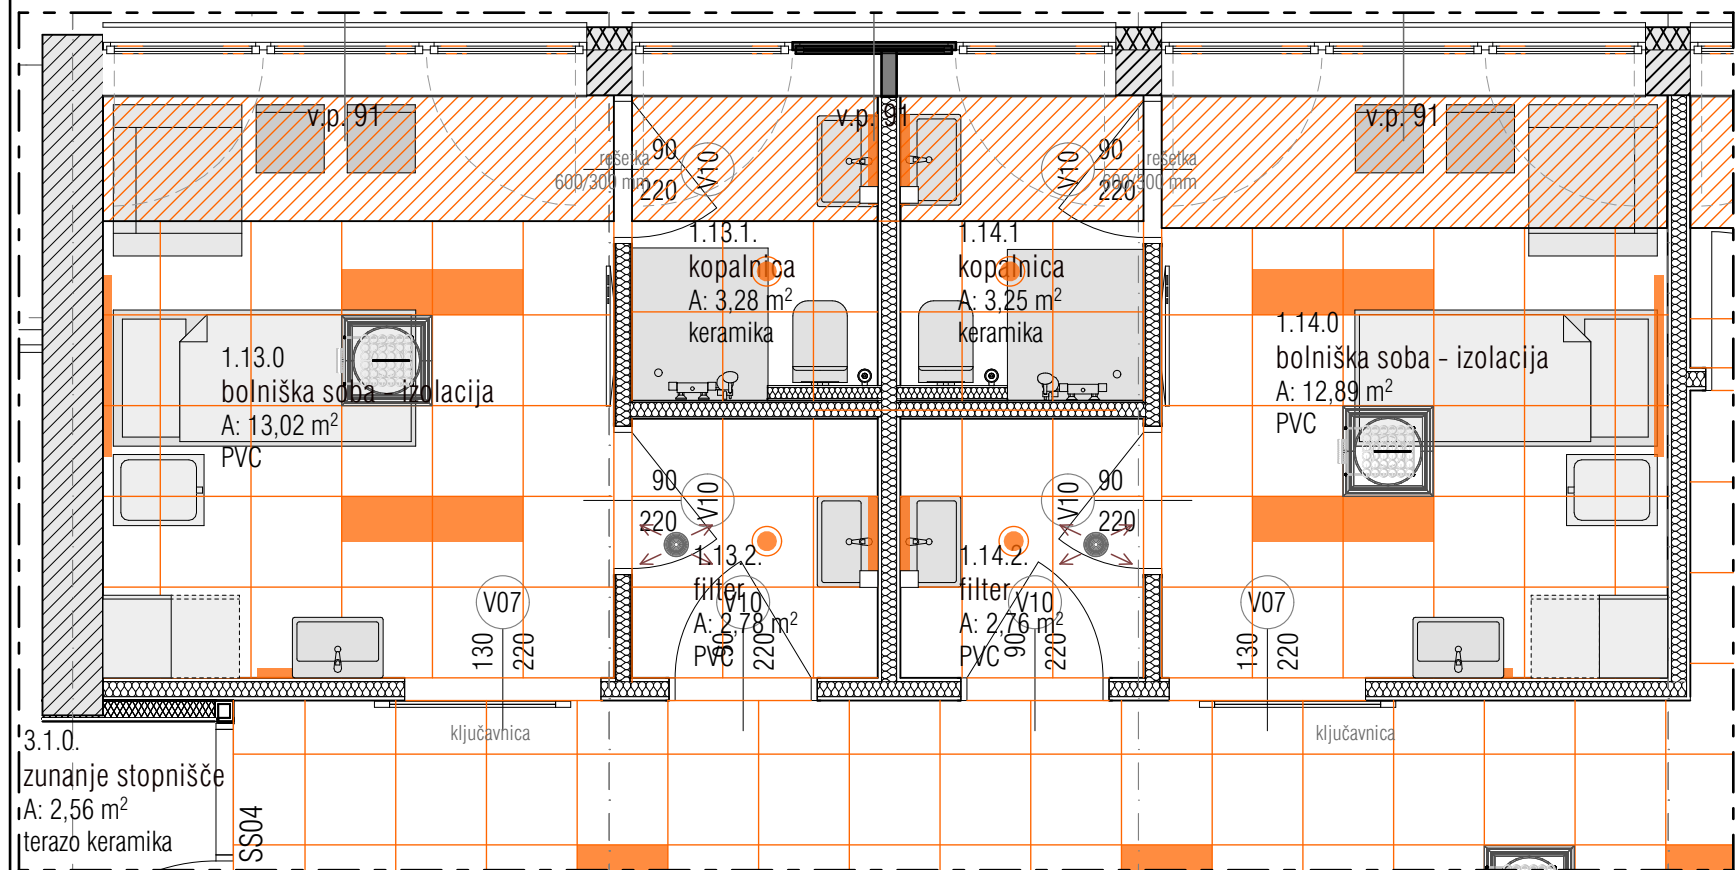 v.p. 91
v.p. 91
v.p. 91
rešetka
600/300 mm
90
220
V10
V10
90
220
rešetka
600/300 mm
1.13.1.
kopalnica
A: 3,28 m²
keramika
1.14.1
kopalnica
A: 3,25 m²
keramika
1.13.0
bolniška soba - izolacija
A: 13,02 m²
PVC
1.14.0
bolniška soba - izolacija
A: 12,89 m²
PVC
90
220
V10
V10
90
220
1.13.2.
filter
A: 2,78 m²
PVC
1.14.2.
filter
A: 2,76 m²
PVC
V07
130
220
V10
90
220
V10
90
220
V07
130
220
ključavnica
ključavnica
3.1.0.
zunanje stopnišče
A: 2,56 m²
terazo keramika
SS04